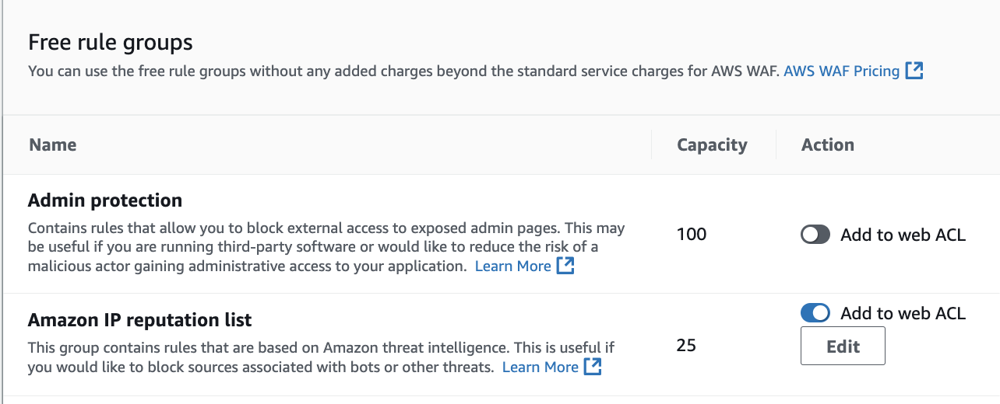 Free rule groups
You can use the free rule groups without any added charges beyond the standard service charges for AWS WAF. AWS WAF Pricing
Name Capacity Action
Admin protection
Contains rules that allow you to block external access to exposed admin pages. This may
be useful if you are running third-party software or would like to reduce the risk of a
malicious actor gaining administrative access to your application. Learn More
100
Add to web ACL
Amazon IP reputation list
This group contains rules that are based on Amazon threat intelligence. This is useful if
you would like to block sources associated with bots or other threats. Learn More
25
Add to web ACL
Edit